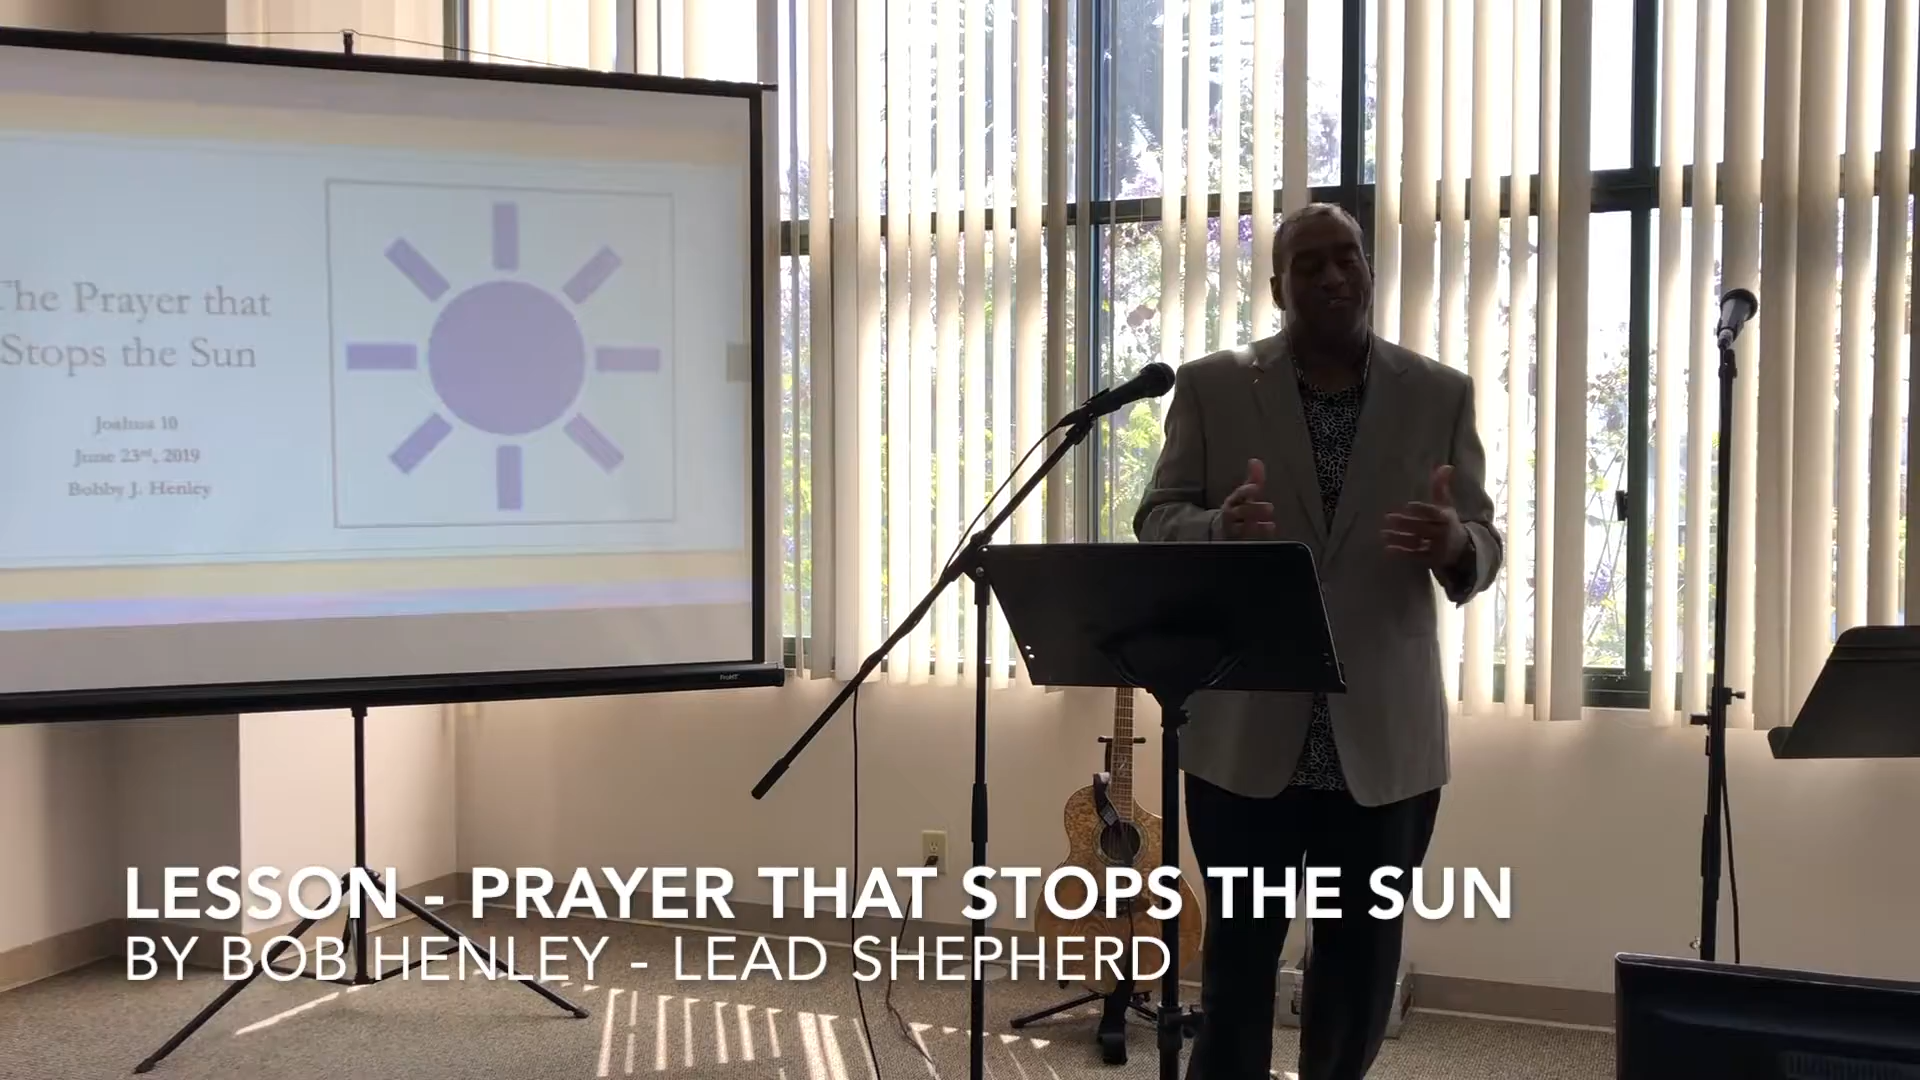 The Prayer that
Stops the Sun
Joshua 10
June 23rd, 2019
Bobby J. Henley
LESSON - PRAYER THAT STOPS THE SUN
BY BOB HENLEY - LEAD SHEPHERD